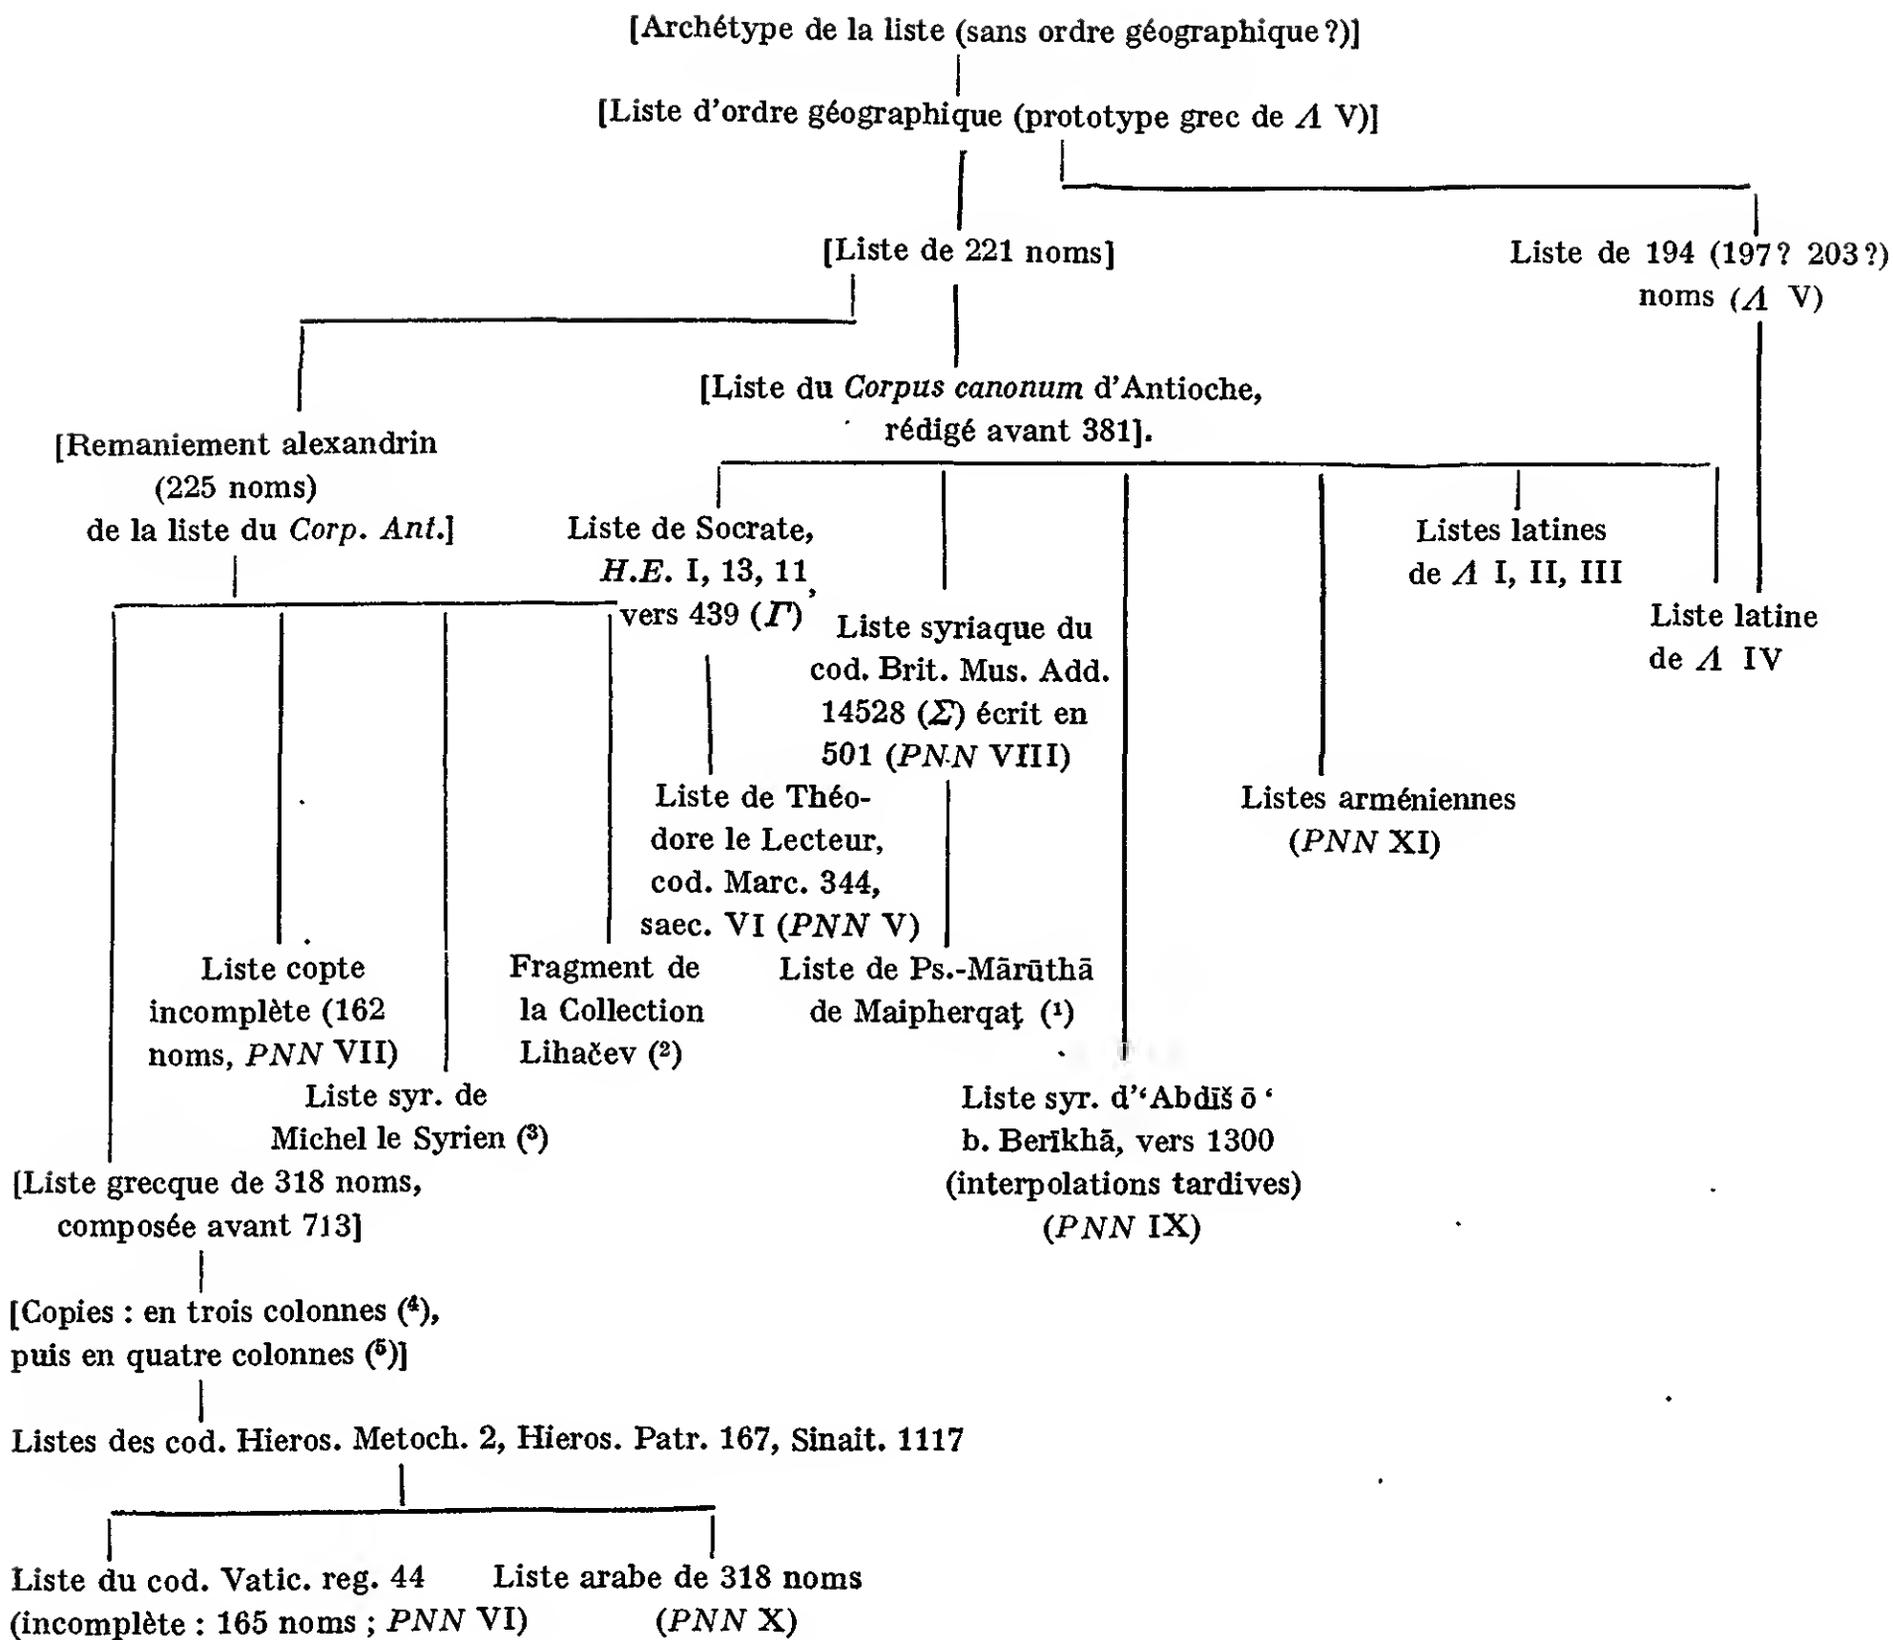 [Archétype de la liste (sans ordre géographique ?)]
[Liste d'ordre géographique (prototype grec de Λ V)]
[Liste de 221 noms]
Liste de 194 (197? 203?)
noms (Λ V)
[Liste du Corpus canonum d'Antioche,
rédigé avant 381].
[Remaniement alexandrin
(225 noms)
de la liste du Corp. Ant.]
Liste de Socrate,
H.E. I, 13, 11,
vers 439 (Γ)
Liste syriaque du
cod. Brit. Mus. Add.
14528 (Σ) écrit en
501 (PNN VIII)
Listes latines
de Λ I, II, III
Liste latine
de Λ IV
Liste de Théo-
dore le Lecteur,
cod. Marc. 344,
saec. VI (PNN V)
Listes arméniennes
(PNN XI)
Liste copte
incomplète (162
noms, PNN VII)
Fragment de
la Collection
Lihačev (²)
Liste de Ps.-Mārūthā
de Maipherqaṭ (¹)
Liste syr. de
Michel le Syrien (³)
Liste syr. d'‘Abdīšō‘
b. Berīkhā, vers 1300
(interpolations tardives)
(PNN IX)
[Liste grecque de 318 noms,
composée avant 713]
[Copies : en trois colonnes (⁴),
puis en quatre colonnes (⁵)]
Listes des cod. Hieros. Metoch. 2, Hieros. Patr. 167, Sinait. 1117
Liste du cod. Vatic. reg. 44
(incomplète : 165 noms ; PNN VI)
Liste arabe de 318 noms
(PNN X)